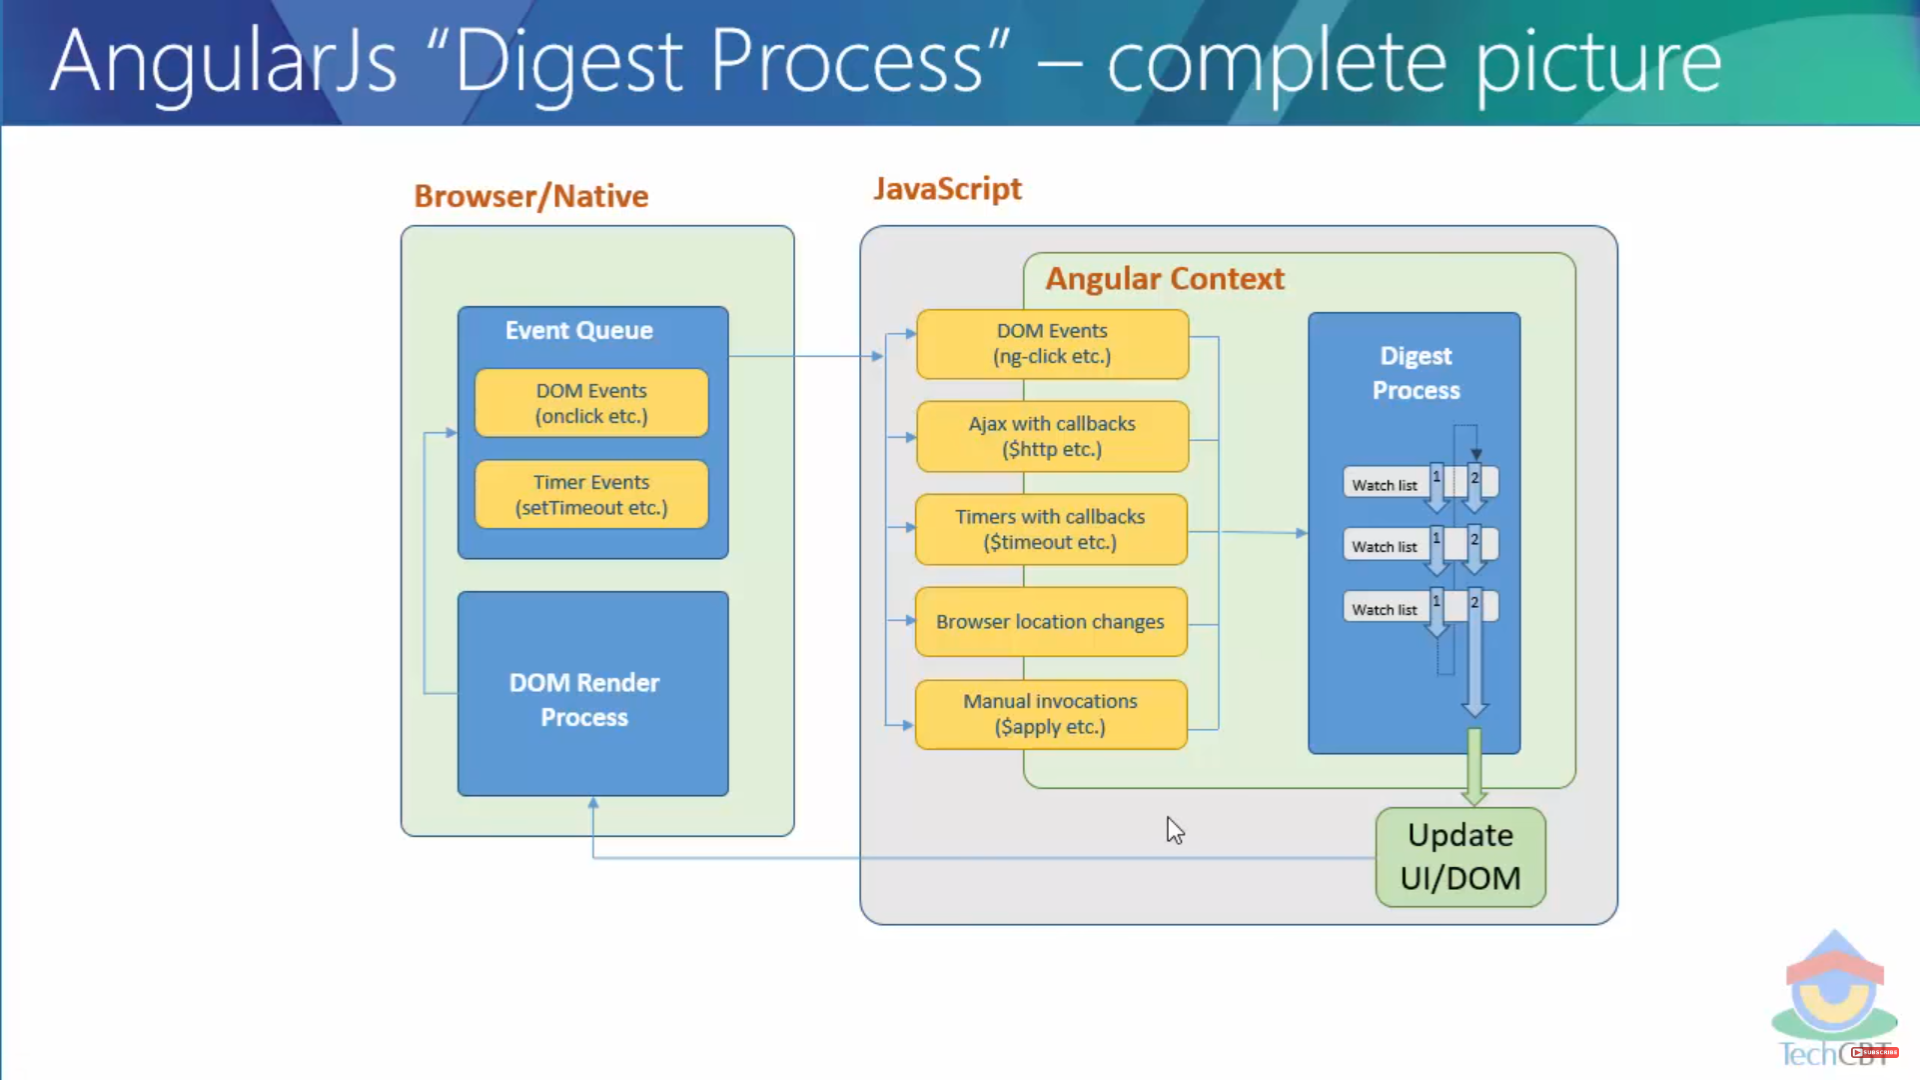 AngularJs “Digest Process” – complete picture
Browser/Native
Event Queue
DOM Events
(onclick etc.)
Timer Events
(setTimeout etc.)
DOM Render
Process
JavaScript
Angular Context
DOM Events
(ng-click etc.)
Ajax with callbacks
($http etc.)
Timers with callbacks
($timeout etc.)
Browser location changes
Manual invocations
($apply etc.)
Digest
Process
Watch list 1 2
Watch list 1 2
Watch list 1 2
Update
UI/DOM
TechCBT
SUBSCRIBE